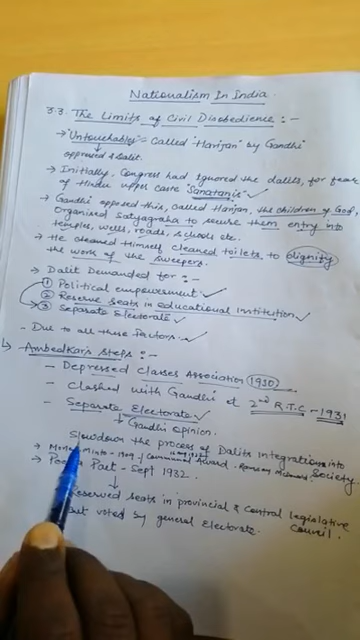 Nationalism In India
3.3. The Limits of Civil Disobedience :-
→ 'Untouchables' = called "Harijan" by Gandhi
oppressed & Dalit.
→ Initially, Congress had Ignored the dalits, for fear
of Hindu upper caste "Sanatanis"
→ Gandhi opposed this, called Harijan, the children of God,
Organised Satyagraha to secure them entry into
temples, wells, roads, schools etc.
→ He cleaned Himself cleaned toilets, to dignify
the work of the sweepers.
→ Dalit Demanded for :-
① Political empowerment
② Reserve seats in educational institution
③ Separate Electorate
- Due to all these Factors.
↳ Ambedkar's steps :-
- Depressed Classes Association (1930)
- Clashed with Gandhi at 2nd R.T.C - 1931
- Separate Electorate
↓ Gandhi opinion.
Slowdown the process of Dalits Integration into
Society.
→ Minto - 1909. / Communal Award -
→ Pact - Sept 1932.
↓
Reserved seats in provincial & central legislative
Council.
But voted by general Electorate.